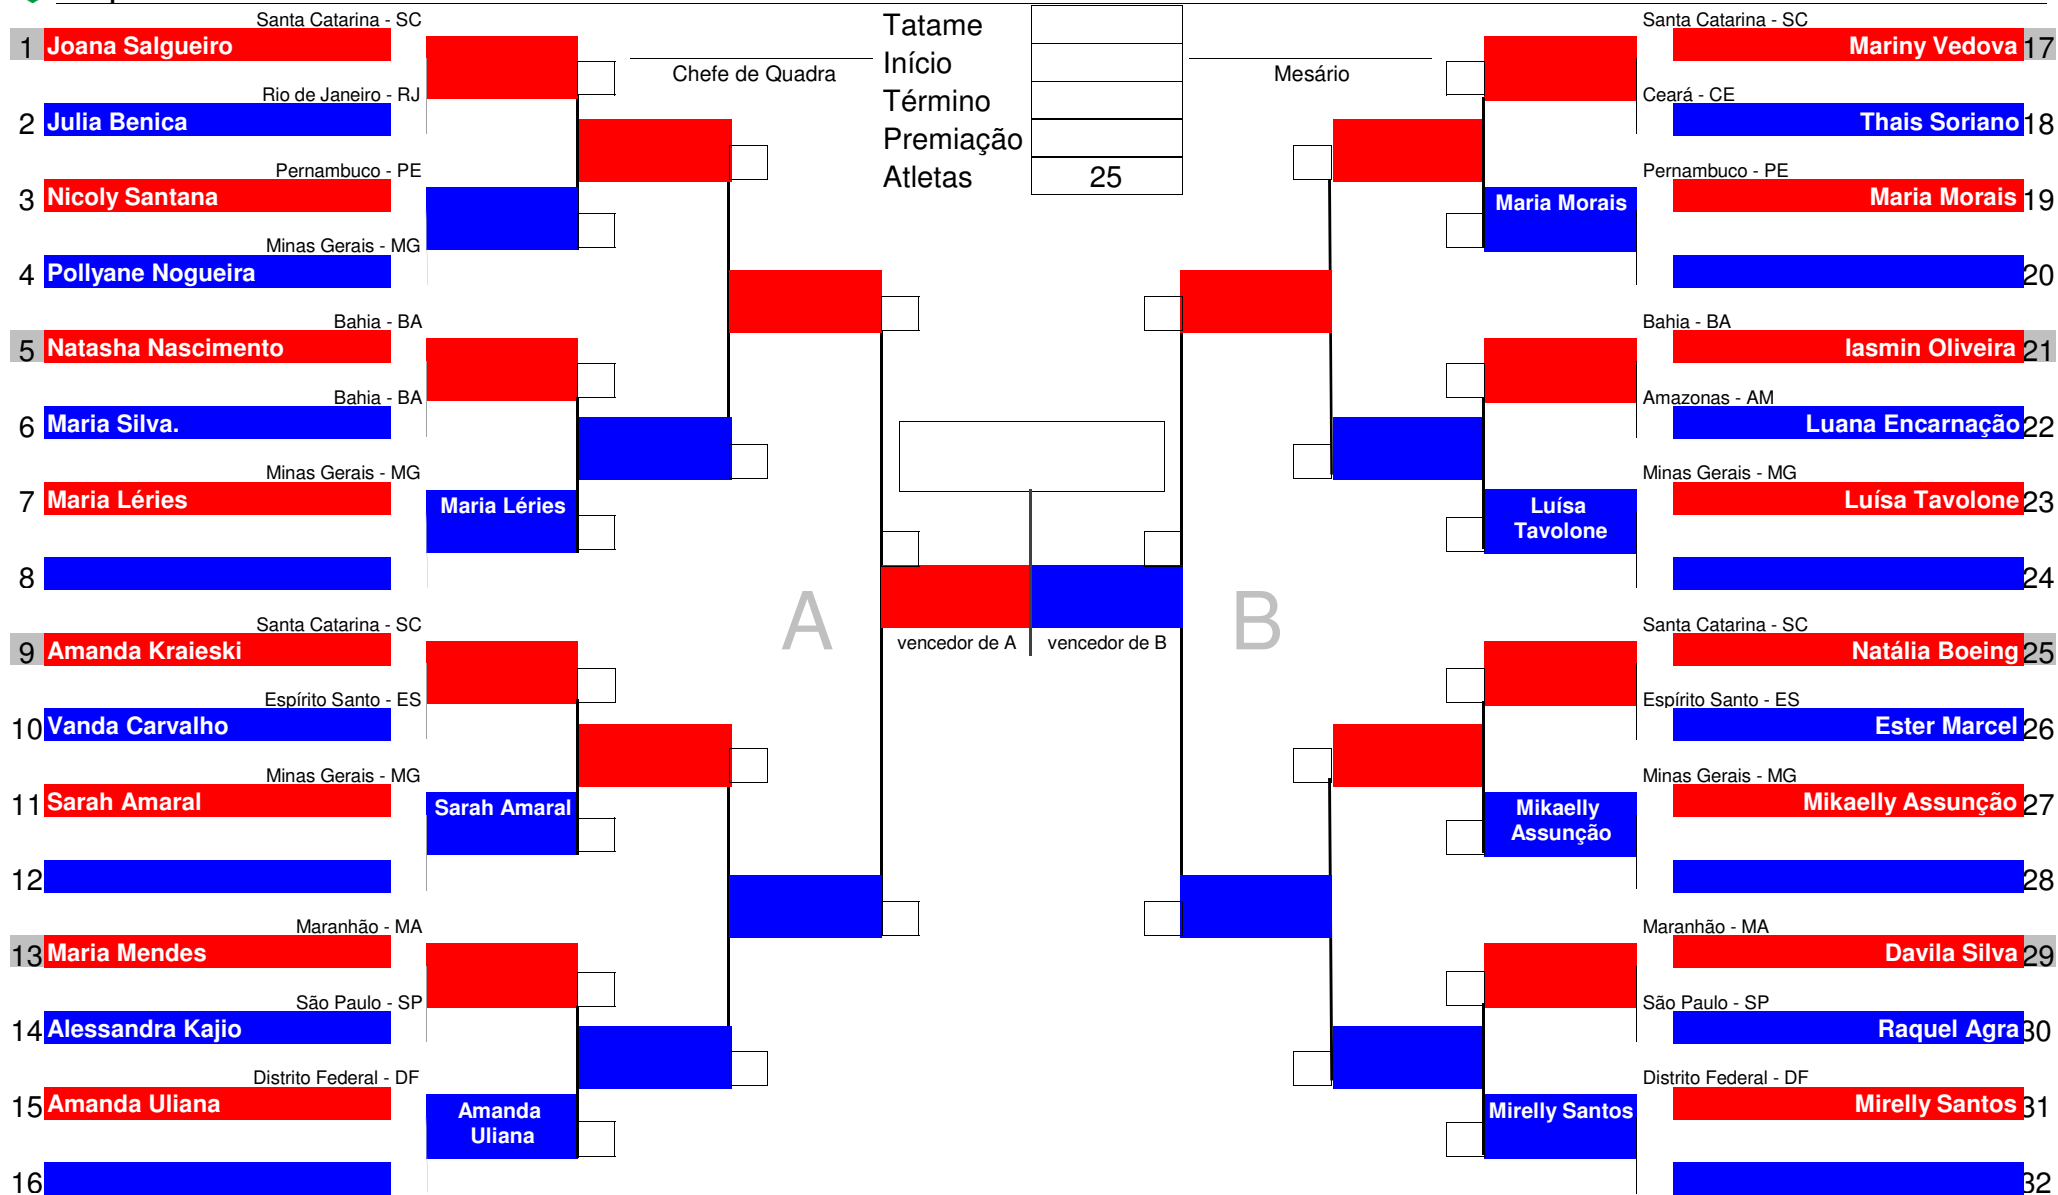 Santa Catarina - SC
1 Joana Salgueiro
Rio de Janeiro - RJ
2 Julia Benica
Pernambuco - PE
3 Nicoly Santana
Minas Gerais - MG
4 Pollyane Nogueira
Bahia - BA
5 Natasha Nascimento
Bahia - BA
6 Maria Silva.
Minas Gerais - MG
7 Maria Léries
8
Santa Catarina - SC
9 Amanda Kraieski
Espírito Santo - ES
10 Vanda Carvalho
Minas Gerais - MG
11 Sarah Amaral
12
Maranhão - MA
13 Maria Mendes
São Paulo - SP
14 Alessandra Kajio
Distrito Federal - DF
15 Amanda Uliana
16
Maria Léries
Sarah Amaral
Amanda
Uliana
Chefe de Quadra
Tatame
Início
Término
Premiação
Atletas 25
Mesário
A
B
vencedor de A
vencedor de B
Maria Morais
Luísa
Tavolone
Mikaelly
Assunção
Mirelly Santos
Santa Catarina - SC
Mariny Vedova 17
Ceará - CE
Thais Soriano 18
Pernambuco - PE
Maria Morais 19
20
Bahia - BA
Iasmin Oliveira 21
Amazonas - AM
Luana Encarnação 22
Minas Gerais - MG
Luísa Tavolone 23
24
Santa Catarina - SC
Natália Boeing 25
Espírito Santo - ES
Ester Marcel 26
Minas Gerais - MG
Mikaelly Assunção 27
28
Maranhão - MA
Davila Silva 29
São Paulo - SP
Raquel Agra 30
Distrito Federal - DF
Mirelly Santos 31
32